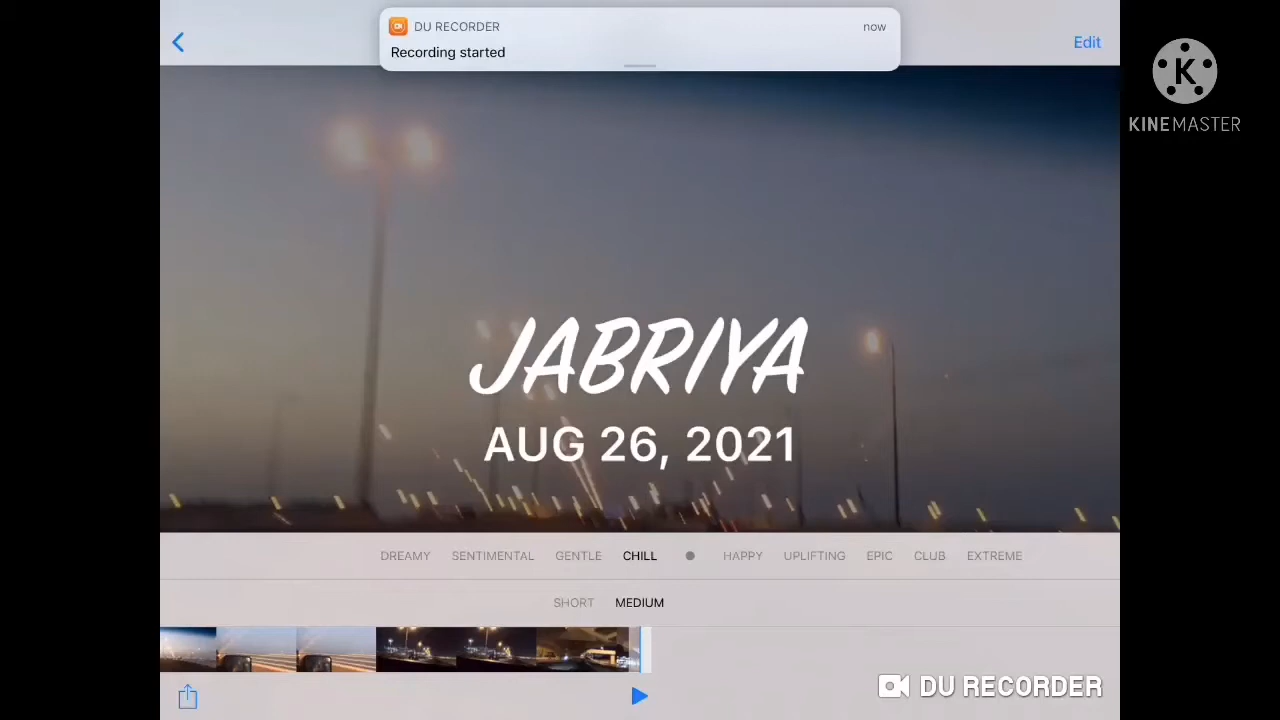 DU RECORDER
now
Recording started
Edit
K
KINEMASTER
JABRIYA
AUG 26, 2021
DREAMY SENTIMENTAL GENTLE CHILL HAPPY UPLIFTING EPIC CLUB EXTREME
SHORT MEDIUM
DU RECORDER